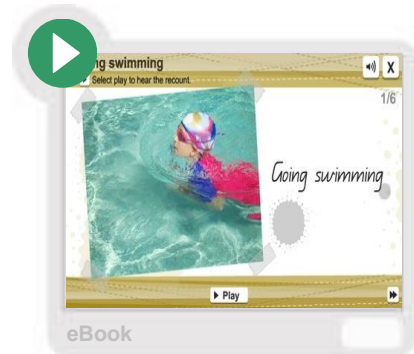 ng swimming
Select play to hear the recount.
X
1/6
Going swimming
Play
eBook